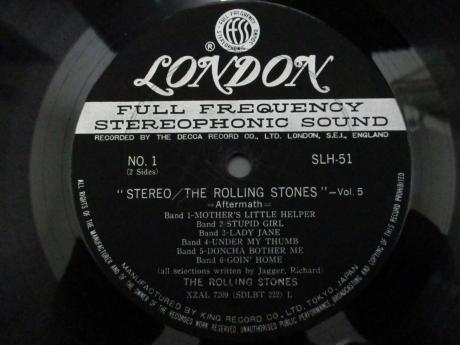 FULL FREQUENCY
ffss
STEREOPHONIC SOUND
®
LONDON
FULL FREQUENCY
STEREOPHONIC SOUND
RECORDED BY THE DECCA RECORD CO., LTD. LONDON, S.E.I., ENGLAND
NO. 1
(2 Sides)
SLH-51
"STEREO/THE ROLLING STONES"-Vol. 5
=Aftermath=
Band 1-MOTHER'S LITTLE HELPER
Band 2-STUPID GIRL
Band 3-LADY JANE
Band 4-UNDER MY THUMB
Band 5-DONCHA BOTHER ME
Band 6-GOIN' HOME
(all selections written by Jagger, Richard)
THE ROLLING STONES
XZAL 7209 (SDLBT 222) L
MANUFACTURED BY KING RECORD CO., LTD, TOKYO, JAPAN
ALL RIGHTS OF THE MANUFACTURER AND OF THE OWNER OF THE RECORDED WORK RESERVED. UNAUTHORISED PUBLIC PERFORMANCE, BROADCASTING AND COPYING OF THIS RECORD PROHIBITED